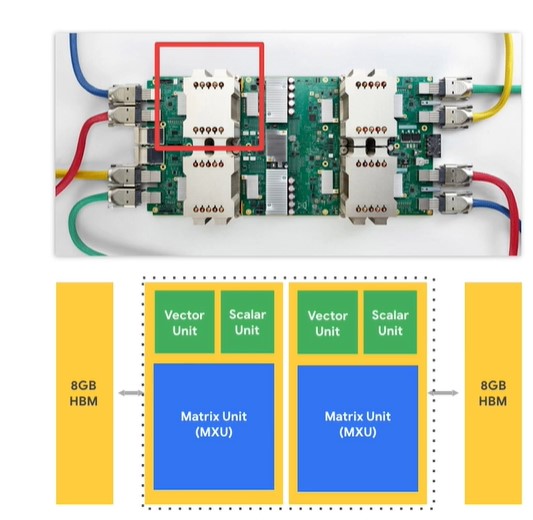 Vector
Unit
Scalar
Unit
Vector
Unit
Scalar
Unit
8GB
HBM
Matrix Unit
(MXU)
Matrix Unit
(MXU)
8GB
HBM